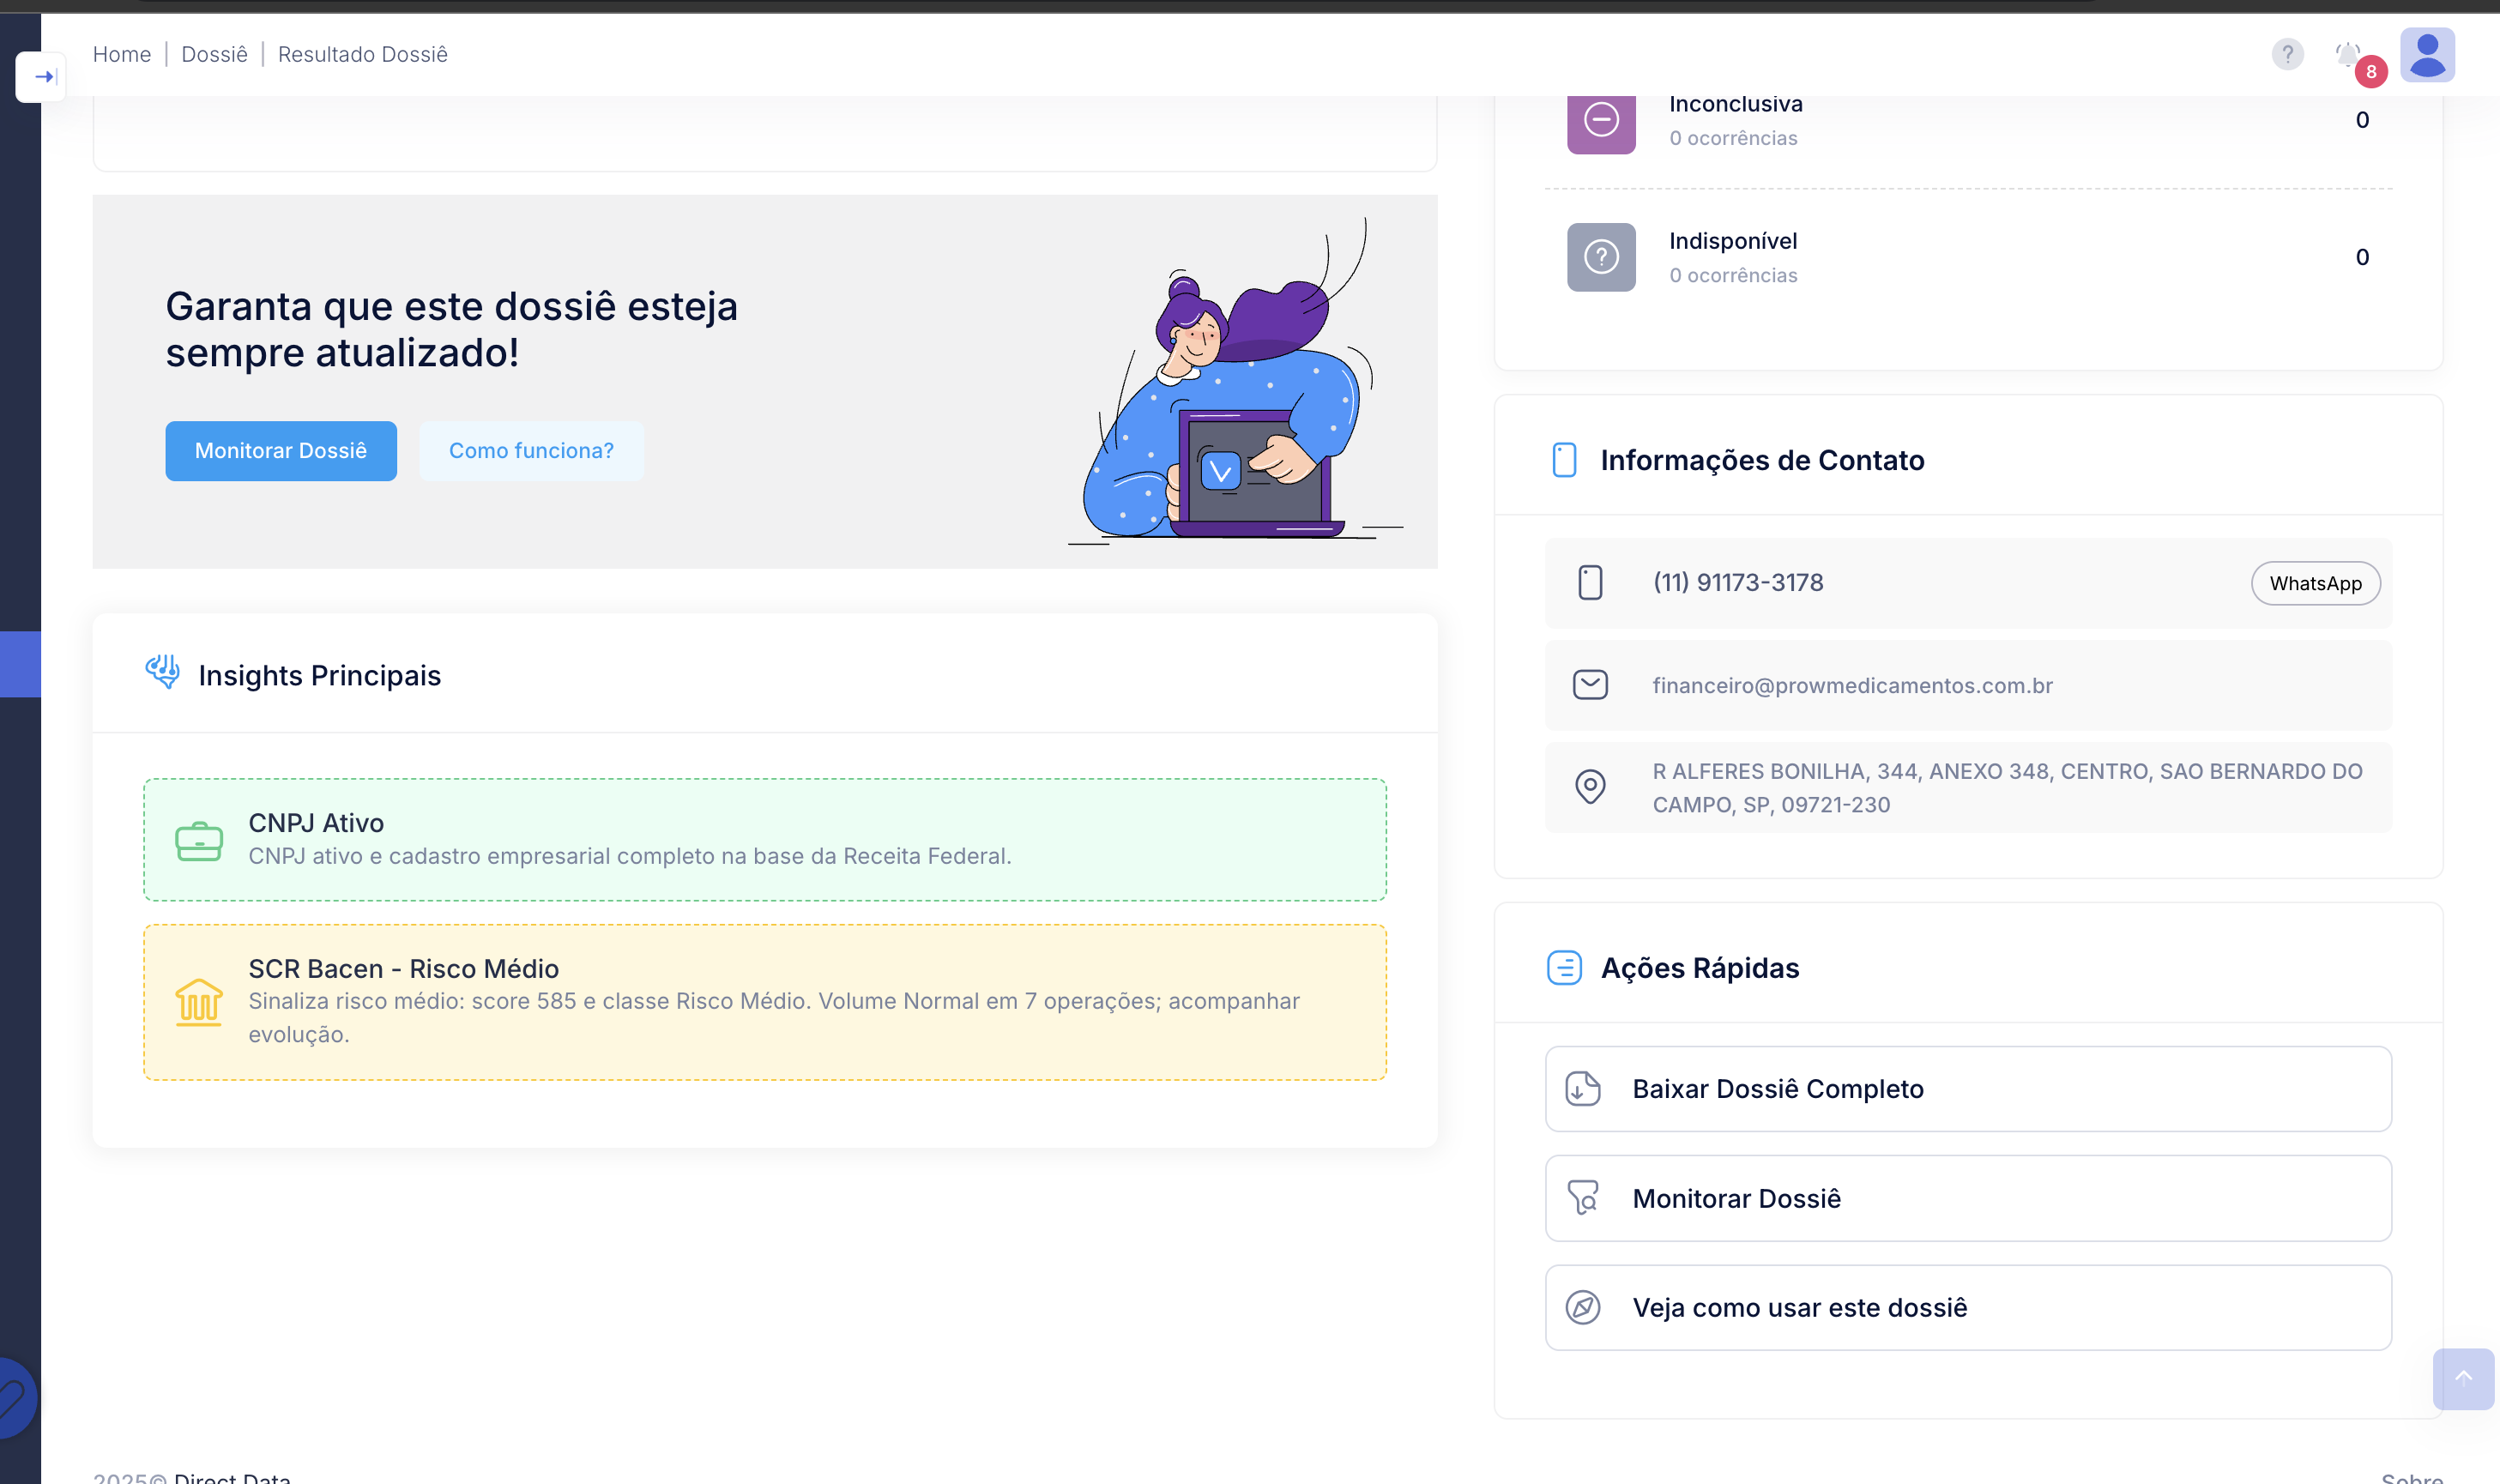 Home | Dossiê | Resultado Dossiê
?
8
Inconclusiva
0 ocorrências
0
Indisponível
0 ocorrências
0
Garanta que este dossiê esteja
sempre atualizado!
Monitorar Dossiê
Como funciona?
Informações de Contato
(11) 91173-3178
WhatsApp
financeiro@prowmedicamentos.com.br
R ALFERES BONILHA, 344, ANEXO 348, CENTRO, SAO BERNARDO DO
CAMPO, SP, 09721-230
Insights Principais
CNPJ Ativo
CNPJ ativo e cadastro empresarial completo na base da Receita Federal.
SCR Bacen - Risco Médio
Sinaliza risco médio: score 585 e classe Risco Médio. Volume Normal em 7 operações; acompanhar
evolução.
Ações Rápidas
Baixar Dossiê Completo
Monitorar Dossiê
Veja como usar este dossiê
2025© Direct Data
Sobre